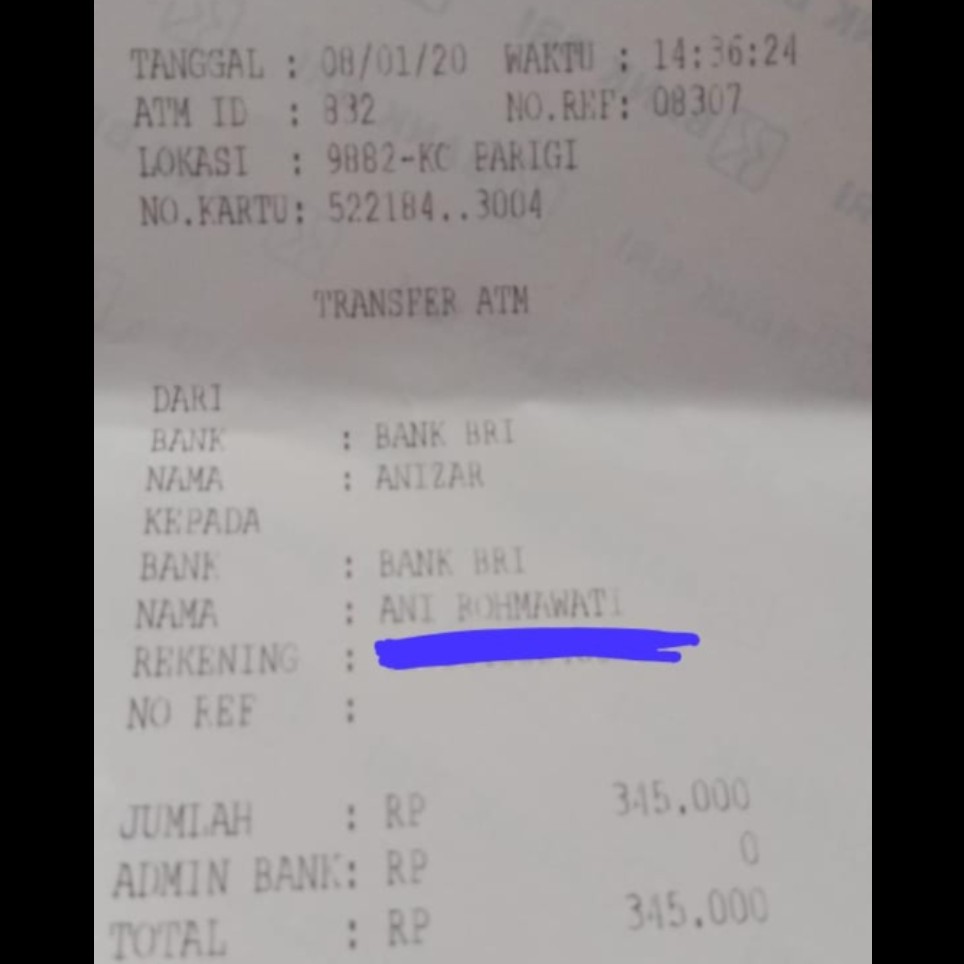 TANGGAL : 08/01/20 WAKTU : 14:36:24
ATM ID : 832 NO.REF: 08307
LOKASI : 9882-KC PARIGI
NO.KARTU: 522184..3004
TRANSFER ATM
DARI
BANK : BANK BRI
NAMA : ANIZAR
KEPADA
BANK : BANK BRI
NAMA : ANI ROHMAWATI
REKENING :
NO REF :
JUMLAH : RP 345.000
ADMIN BANK: RP 0
TOTAL : RP 345.000